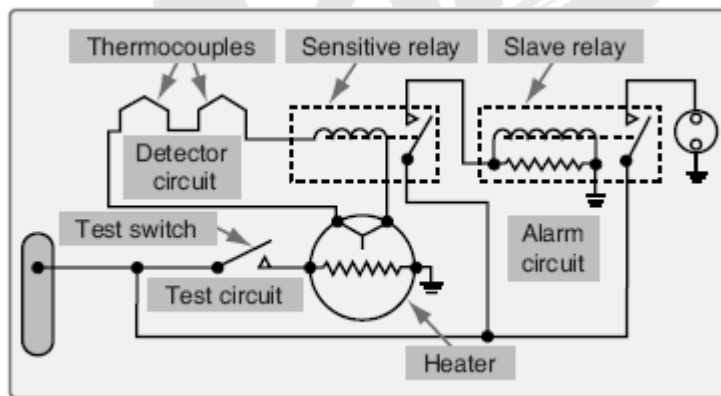 Thermocouples
Sensitive relay
Slave relay
Detector
circuit
Test switch
Alarm
circuit
Test circuit
Heater